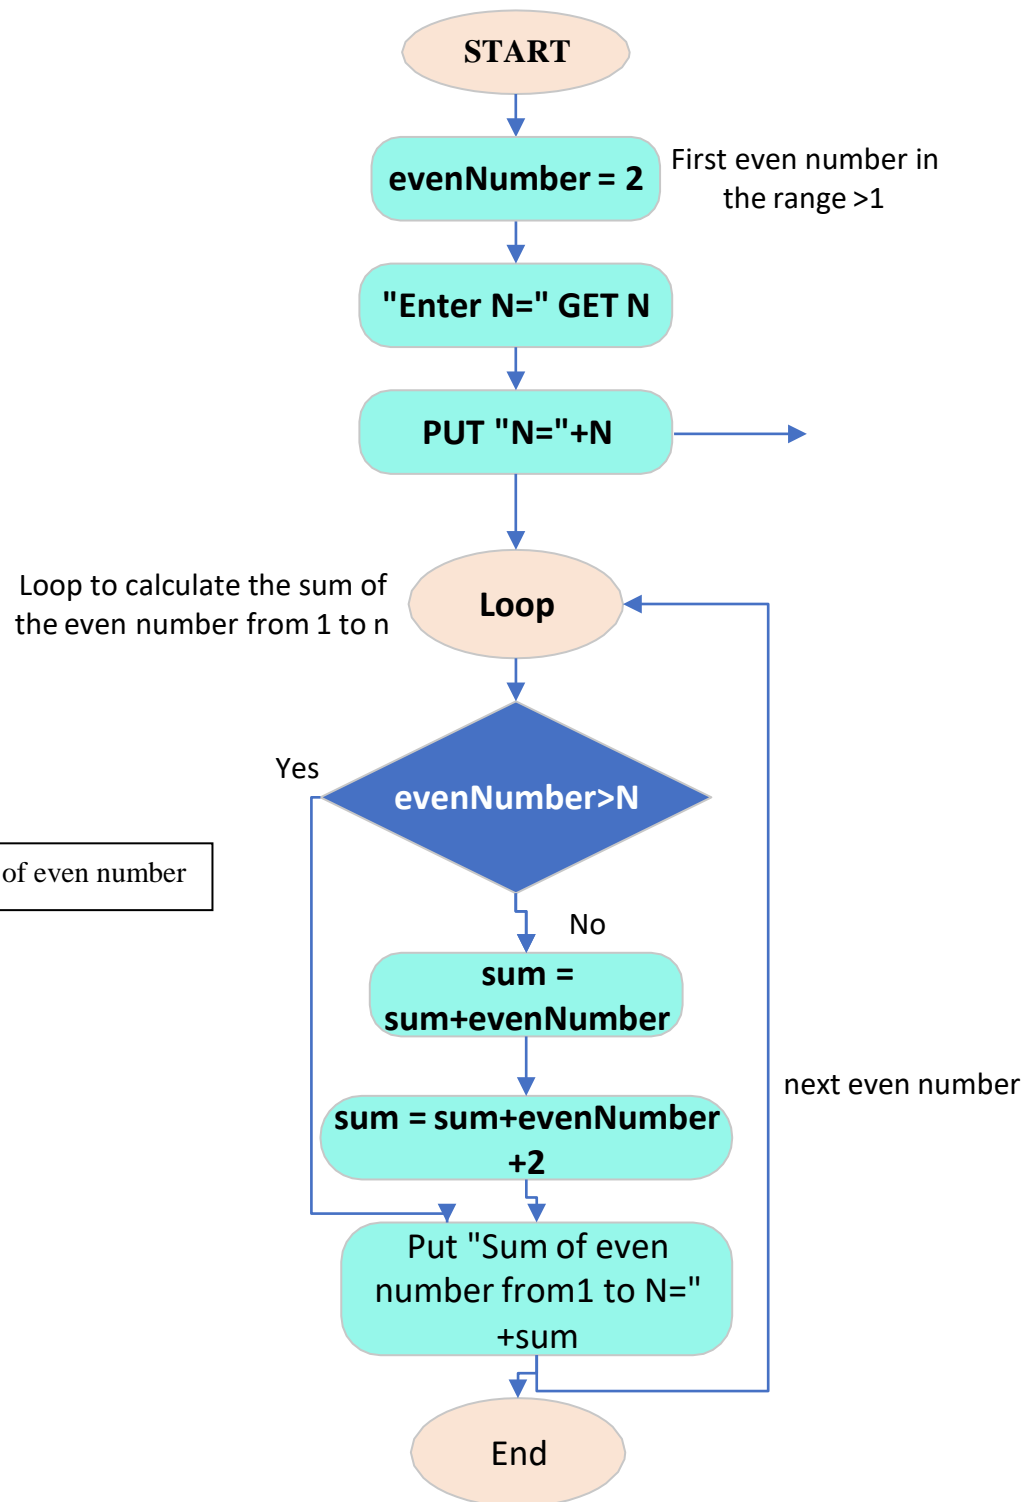 START
evenNumber = 2
First even number in
the range >1
"Enter N=" GET N
PUT "N="+N
Loop to calculate the sum of
the even number from 1 to n
Loop
Yes
evenNumber>N
of even number
No
sum =
sum+evenNumber
next even number
sum = sum+evenNumber
+2
Put "Sum of even
number from1 to N="
+sum
End